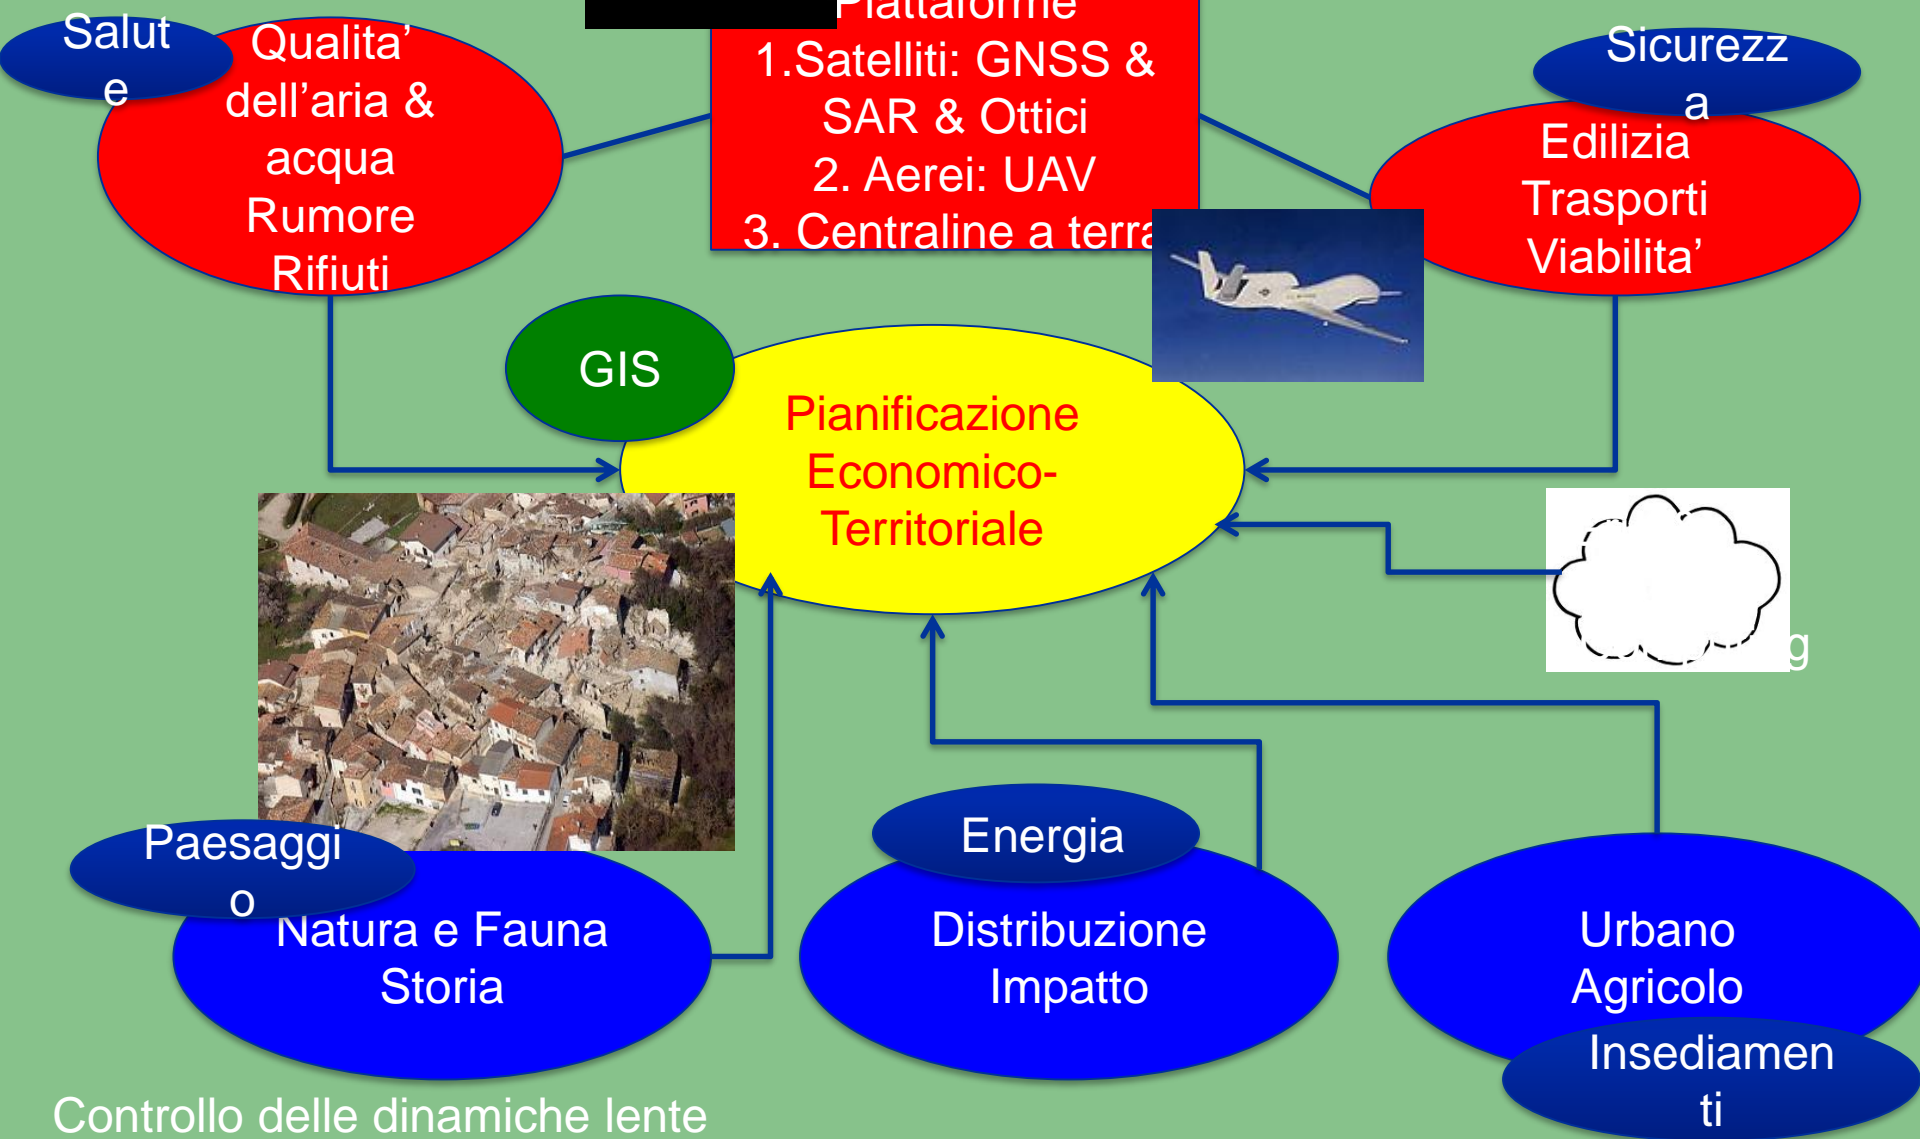 Salut
e
Qualita'
dell'aria &
acqua
Rumore
Rifiuti
Piattaforme
1.Satelliti: GNSS &
SAR & Ottici
2. Aerei: UAV
3. Centraline a terra
Sicurezz
a
Edilizia
Trasporti
Viabilita'
GIS
Pianificazione
Economico-
Territoriale
Paesaggi
o
Natura e Fauna
Storia
Energia
Distribuzione
Impatto
Urbano
Agricolo
Insediamen
ti
Controllo delle dinamiche lente